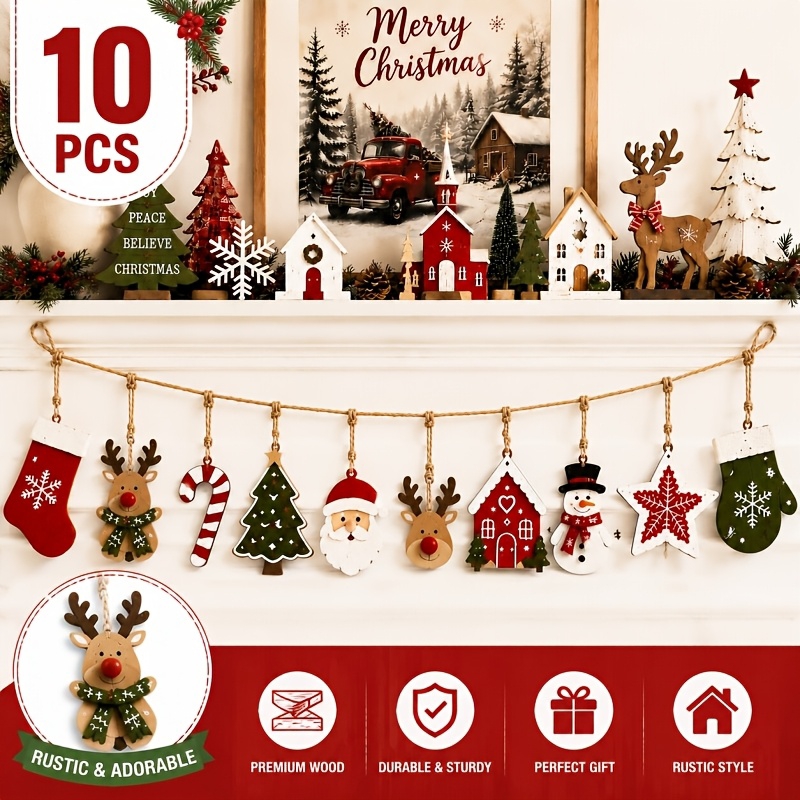 10
PCS
Merry
Christmas
PEACE
BELIEVE
CHRISTMAS
RUSTIC & ADORABLE
PREMIUM WOOD
DURABLE & STURDY
PERFECT GIFT
RUSTIC STYLE